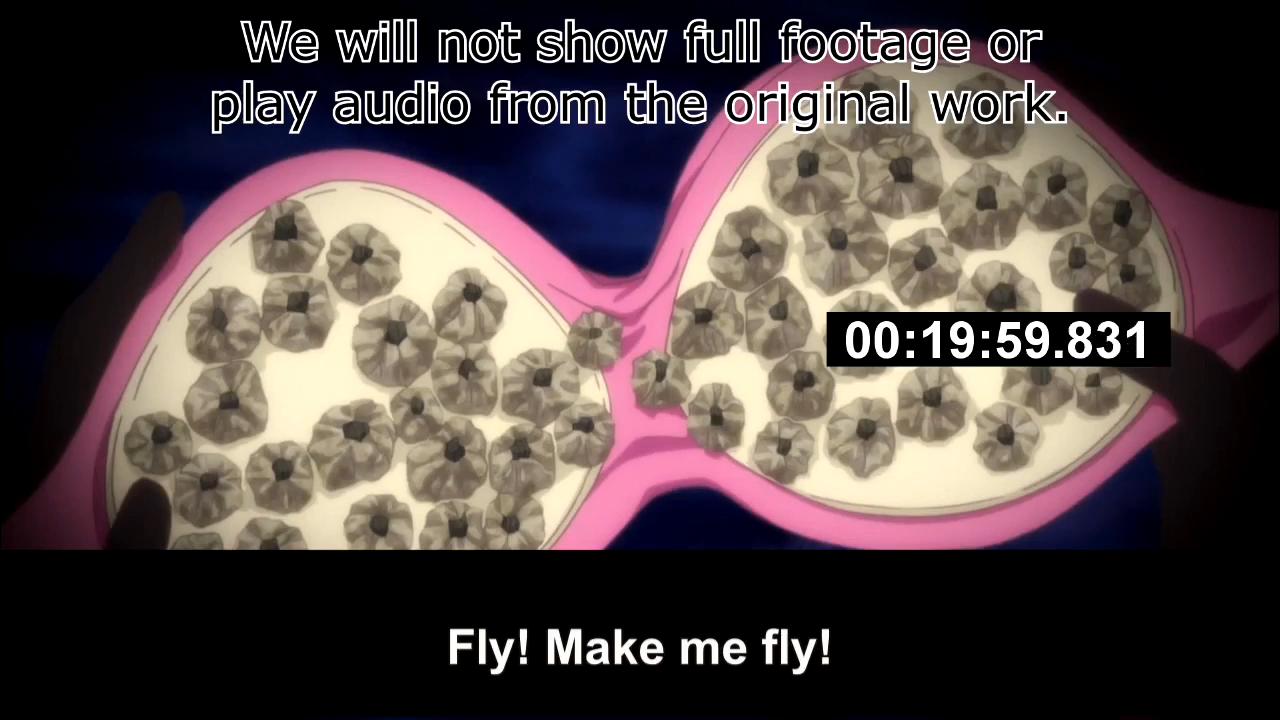 We will not show full footage or
play audio from the original work.
00:19:59.831
Fly! Make me fly!